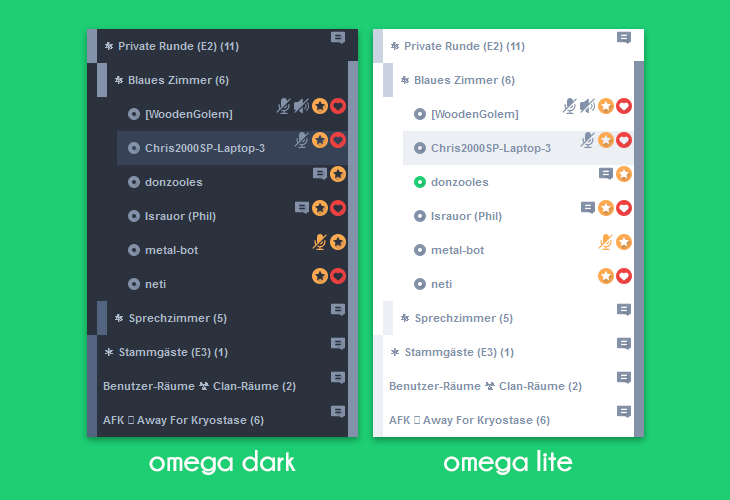 Private Runde (E2) (11)
Blaues Zimmer (6)
[WoodenGolem]
Chris2000SP-Laptop-3
donzooles
Israuor (Phil)
metal-bot
neti
Sprechzimmer (5)
Stammgäste (E3) (1)
Benutzer-Räume Clan-Räume (2)
AFK Away For Kryostase (6)
omega dark
Private Runde (E2) (11)
Blaues Zimmer (6)
[WoodenGolem]
Chris2000SP-Laptop-3
donzooles
Israuor (Phil)
metal-bot
neti
Sprechzimmer (5)
Stammgäste (E3) (1)
Benutzer-Räume Clan-Räume (2)
AFK Away For Kryostase (6)
omega lite